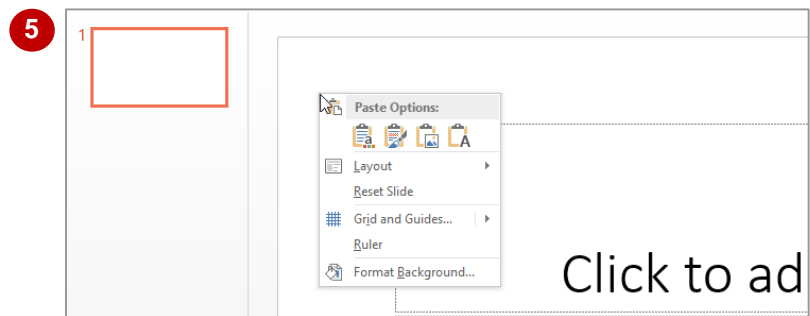 5
1
Paste Options:
Layout
Reset Slide
Grid and Guides...
Ruler
Format Background...
Click to ad